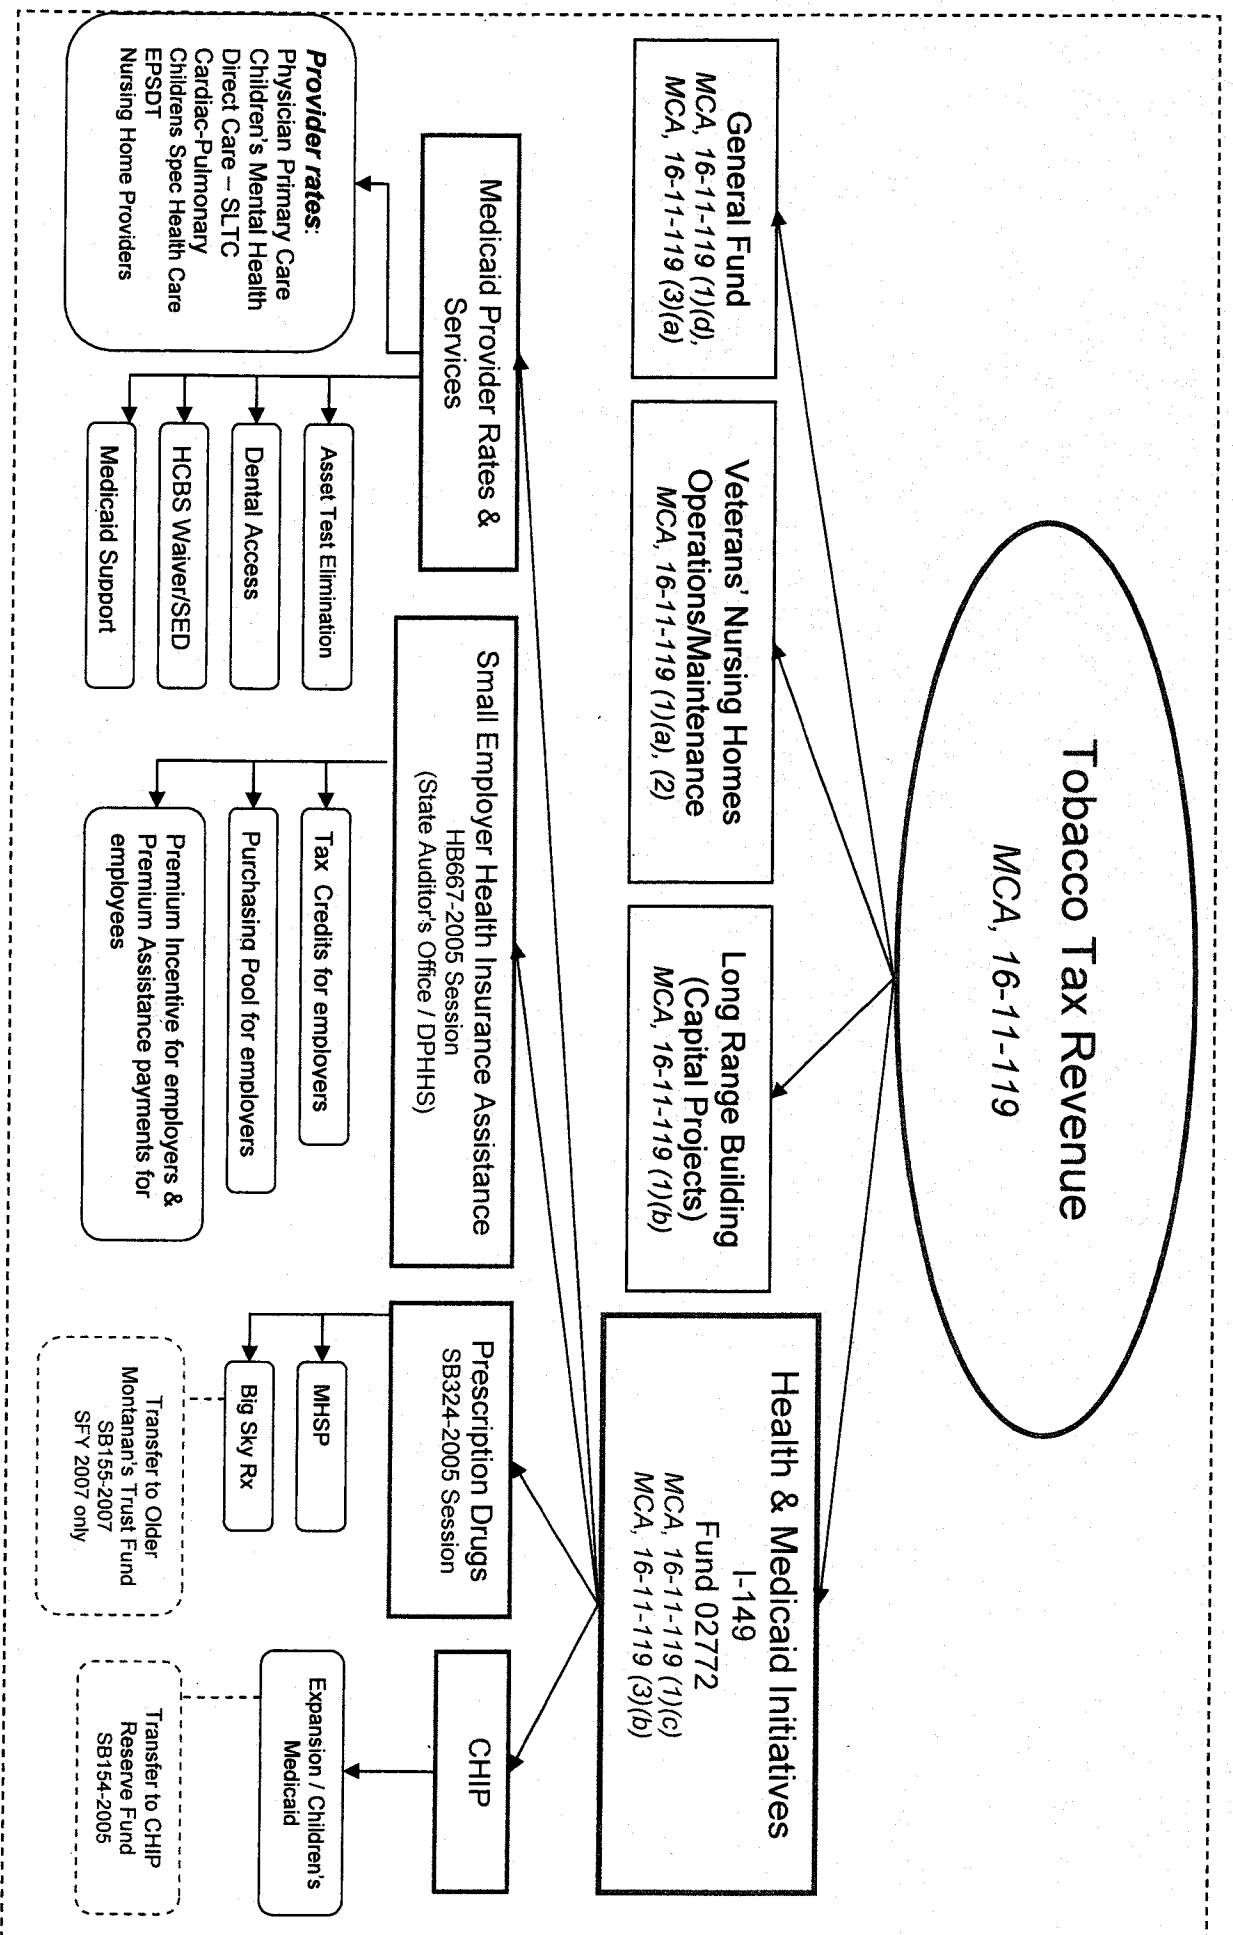 Tobacco Tax Revenue
MCA, 16-11-119
General Fund
MCA, 16-11-119 (1)(d),
MCA, 16-11-119 (3)(a)
Veterans' Nursing Homes
Operations/Maintenance
MCA, 16-11-119 (1)(a), (2)
Long Range Building
(Capital Projects)
MCA, 16-11-119 (1)(b)
Health & Medicaid Initiatives
I-149
Fund 02772
MCA, 16-11-119 (1)(c)
MCA, 16-11-119 (3)(b)
Medicaid Provider Rates &
Services
Small Employer Health Insurance Assistance
HB667-2005 Session
(State Auditor's Office / DPHHS)
Prescription Drugs
SB324-2005 Session
CHIP
Provider rates:
Physician Primary Care
Children's Mental Health
Direct Care – SLTC
Cardiac-Pulmonary
Childrens Spec Health Care
EPSDT
Nursing Home Providers
Asset Test Elimination
Dental Access
HCBS Waiver/SED
Medicaid Support
Tax Credits for employers
Purchasing Pool for employers
Premium Incentive for employers &
Premium Assistance payments for
employees
MHSP
Big Sky Rx
Transfer to Older
Montanan's Trust Fund
SB155-2007
SFY 2007 only
Expansion / Children's
Medicaid
Transfer to CHIP
Reserve Fund
SB154-2005